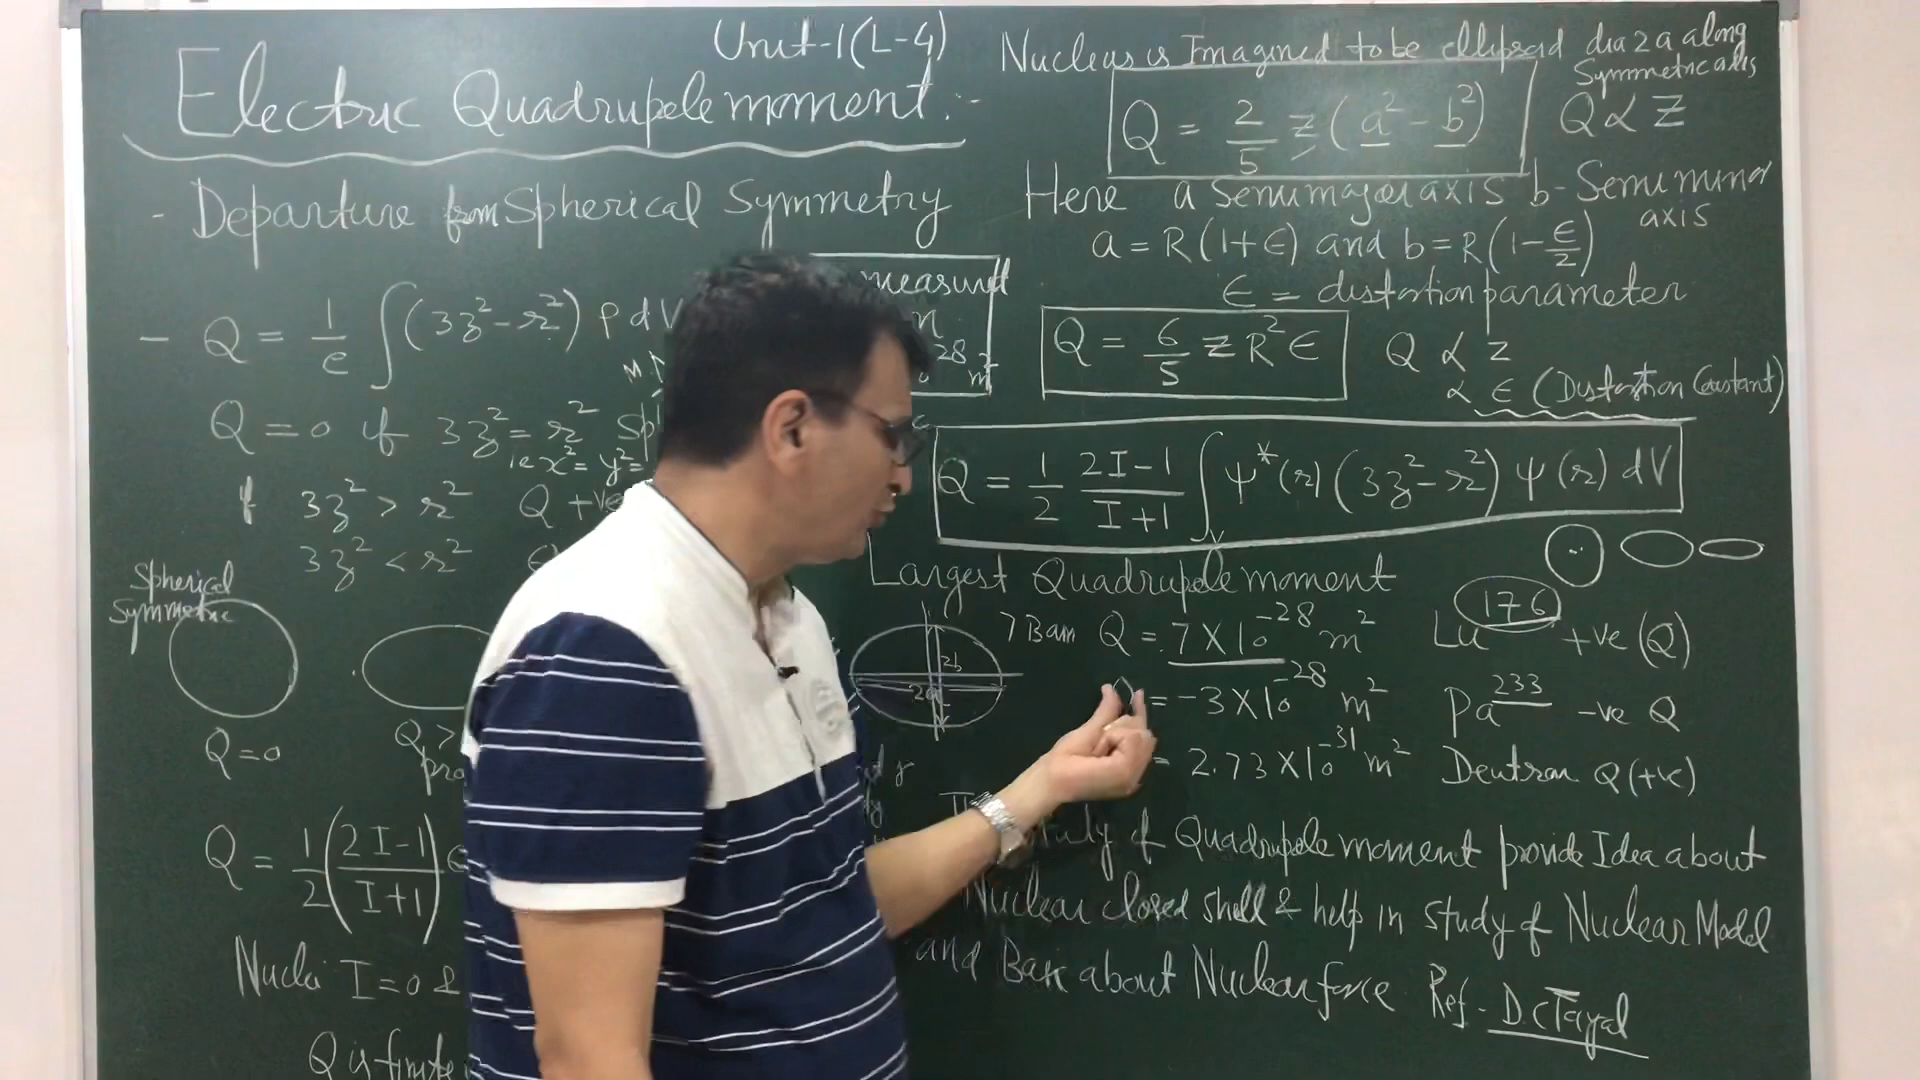 Unit-1(L-4)
Electric Quadrupole moment :-
- Departure from Spherical Symmetry
- Q = 1/e ∫(3z² - r²) ρ dV
Q = 0 if 3z² = r²
ie x² = y² =
if 3z² > r² Q +ve
3z² < r²
Spherical
Symmetric
Q=0
Q >
pro
Q = 1/2 (2I-1/I+1)
Nuclei I=0 &
Q is finite
measured
28 m²
2b
2a
Nucleus is Imagined to be ellipsoid dia 2a along
Symmetric axis
Q = 2/5 z (a² - b²) Q ∝ Z
Here a Semi major axis b - Semi minor
axis
a = R(1+ϵ) and b = R(1-ϵ/2)
ϵ = distortion parameter
Q = 6/5 Z R² ϵ Q ∝ Z
∝ ϵ (Distortion Constant)
Q = 1/2 2I-1/I+1 ∫v ψ*(r) (3z² - r²) ψ(r) dV
Largest Quadrupole moment
7 Barn Q = 7 X 10⁻²⁸ m² Lu¹⁷⁶ +ve (Q)
= -3 X 10⁻²⁸ m² Pa²³³ -ve Q
= 2.73 X 10⁻³¹ m² Deutron Q (+ve)
Study of Quadrupole moment provide Idea about
Nuclear closed shell & help in study of Nuclear Model
and about Nuclear force Ref - D.C Tayal